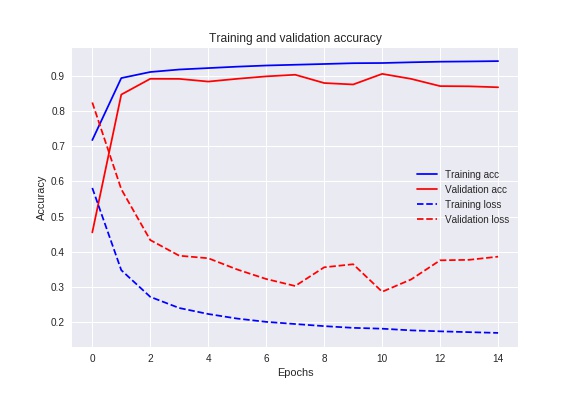 Training and validation accuracy
0.9
0.8
0.7
0.6
0.5
0.4
0.3
0.2
Accuracy
Training acc
Validation acc
Training loss
Validation loss
0 2 4 6 8 10 12 14
Epochs